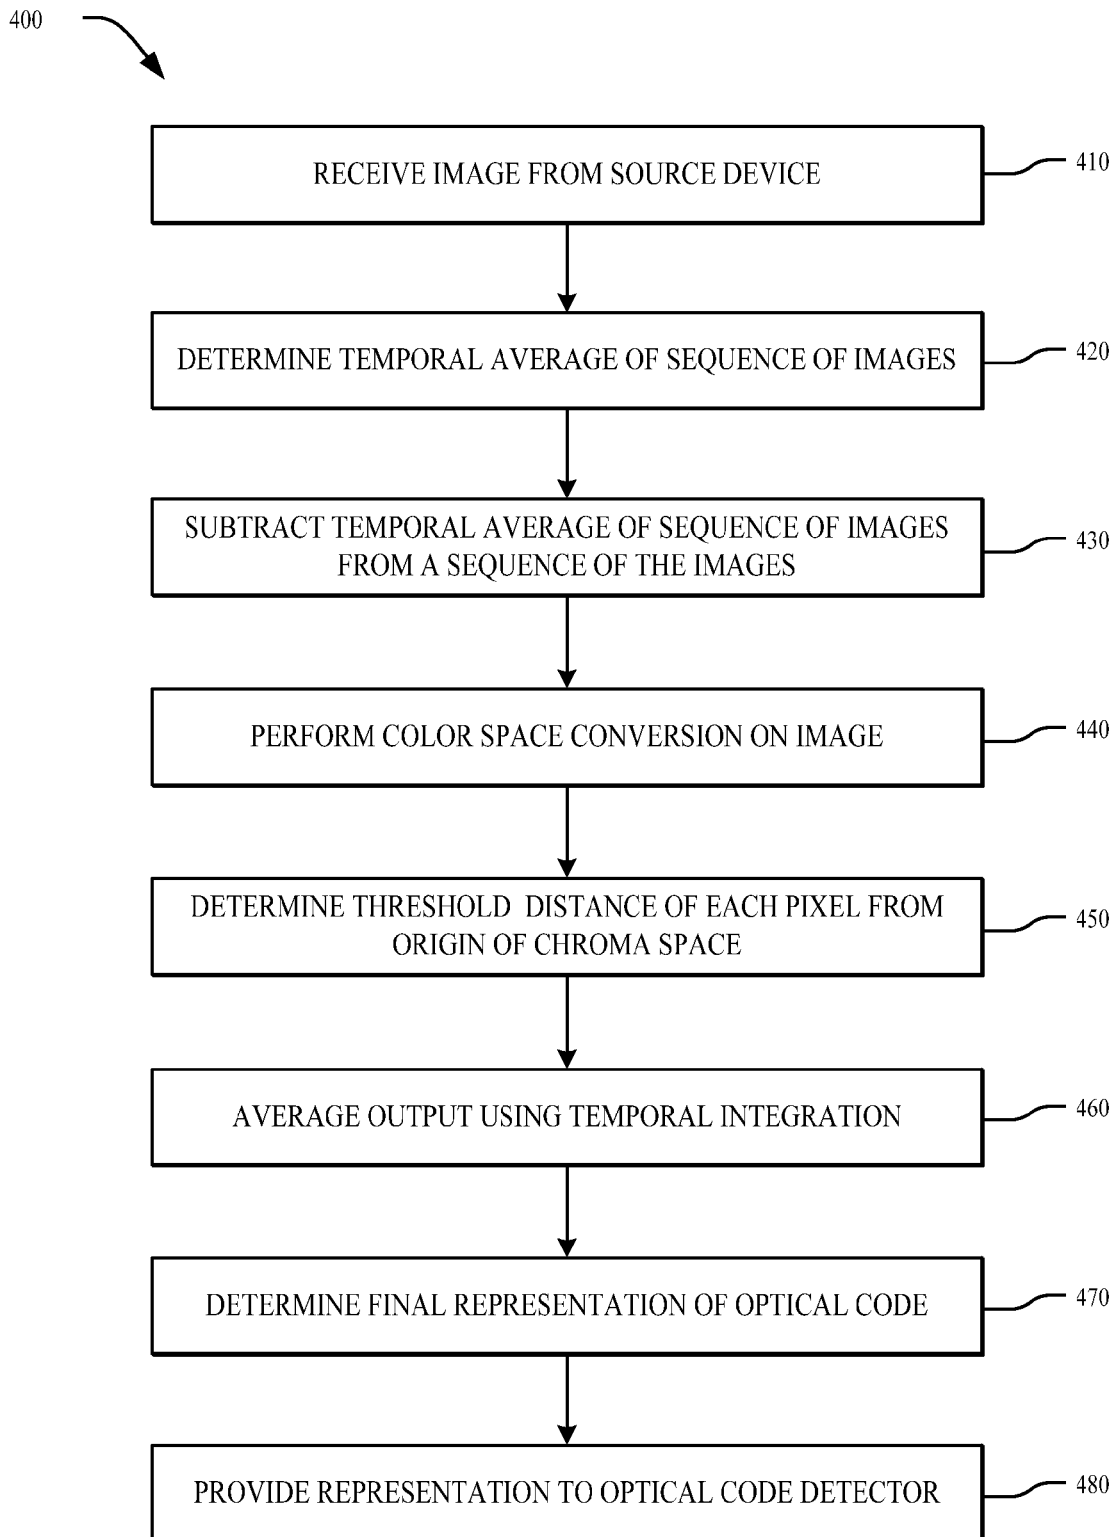 400
RECEIVE IMAGE FROM SOURCE DEVICE
410
DETERMINE TEMPORAL AVERAGE OF SEQUENCE OF IMAGES
420
SUBTRACT TEMPORAL AVERAGE OF SEQUENCE OF IMAGES
FROM A SEQUENCE OF THE IMAGES
430
PERFORM COLOR SPACE CONVERSION ON IMAGE
440
DETERMINE THRESHOLD DISTANCE OF EACH PIXEL FROM
ORIGIN OF CHROMA SPACE
450
AVERAGE OUTPUT USING TEMPORAL INTEGRATION
460
DETERMINE FINAL REPRESENTATION OF OPTICAL CODE
470
PROVIDE REPRESENTATION TO OPTICAL CODE DETECTOR
480